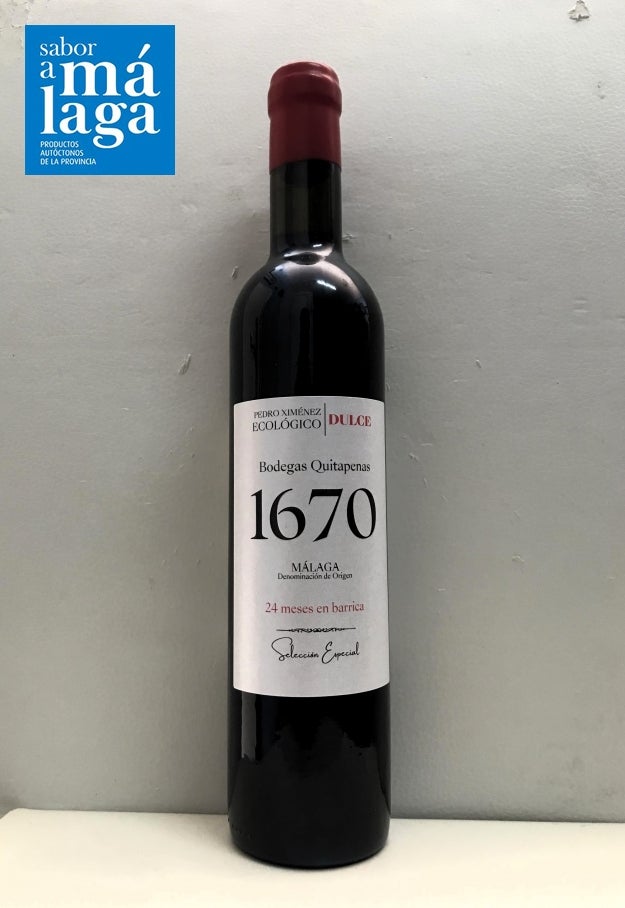 sabor
a má
laga
PRODUCTOS
AUTÓCTONOS
DE LA PROVINCIA
PEDRO XIMÉNEZ
ECOLÓGICO
DULCE
Bodegas Quitapenas
1670
MÁLAGA
Denominación de Origen
24 meses en barrica
Selección Especial